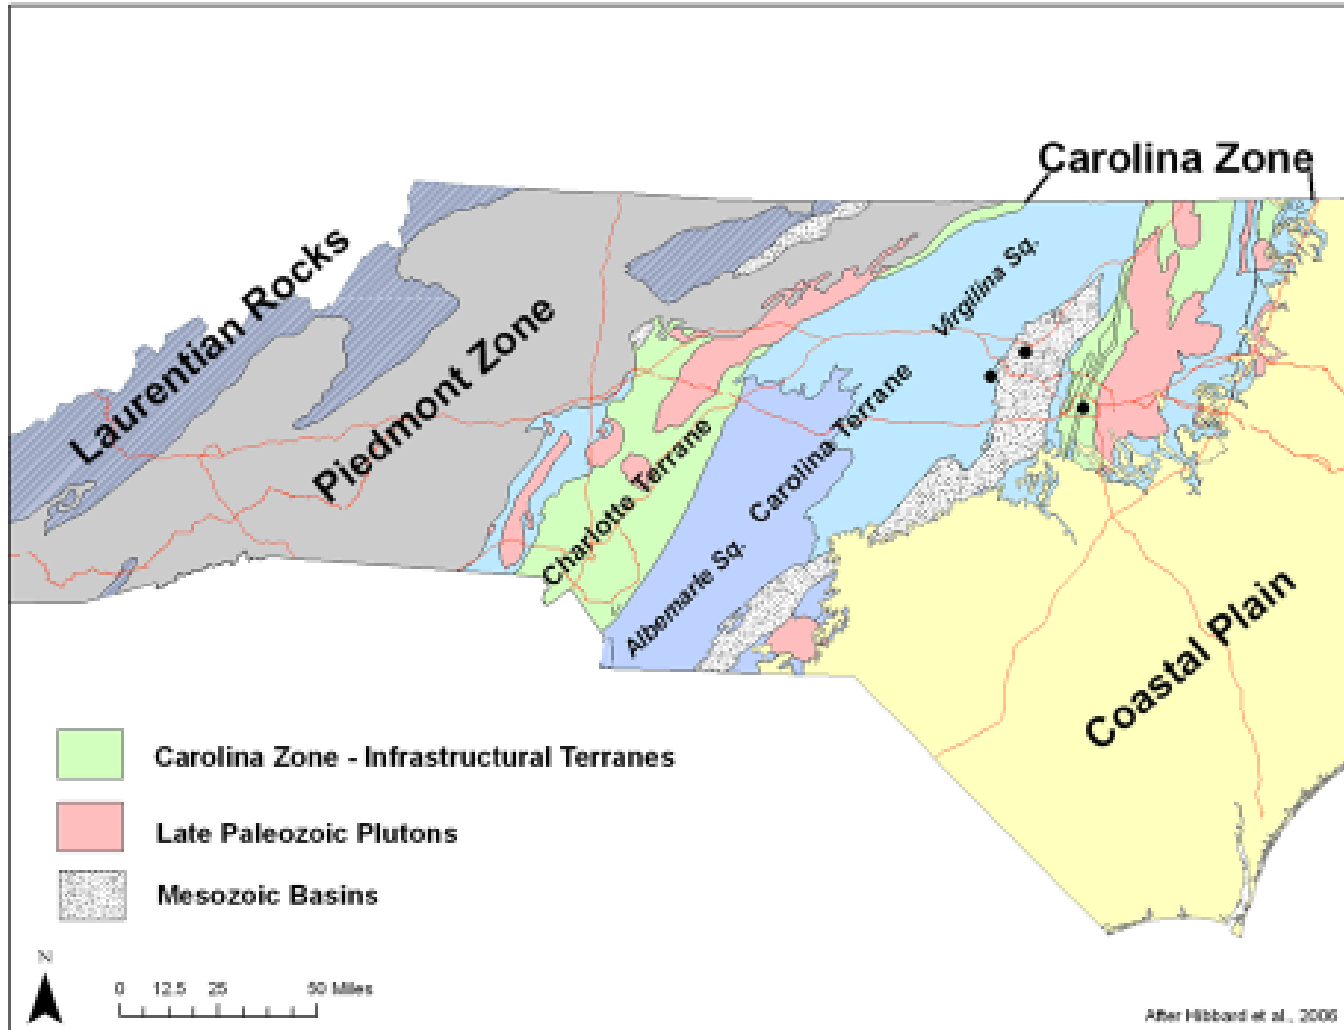 Carolina Zone
Laurentian Rocks
Piedmont Zone
Virgilina Sq.
Carolina Terrane
Charlotte Terrane
Albemarle Sq.
Coastal Plain
Carolina Zone - Infrastructural Terranes
Late Paleozoic Plutons
Mesozoic Basins
N
0 12.5 25 50 Miles
After Hibbard et al., 2006